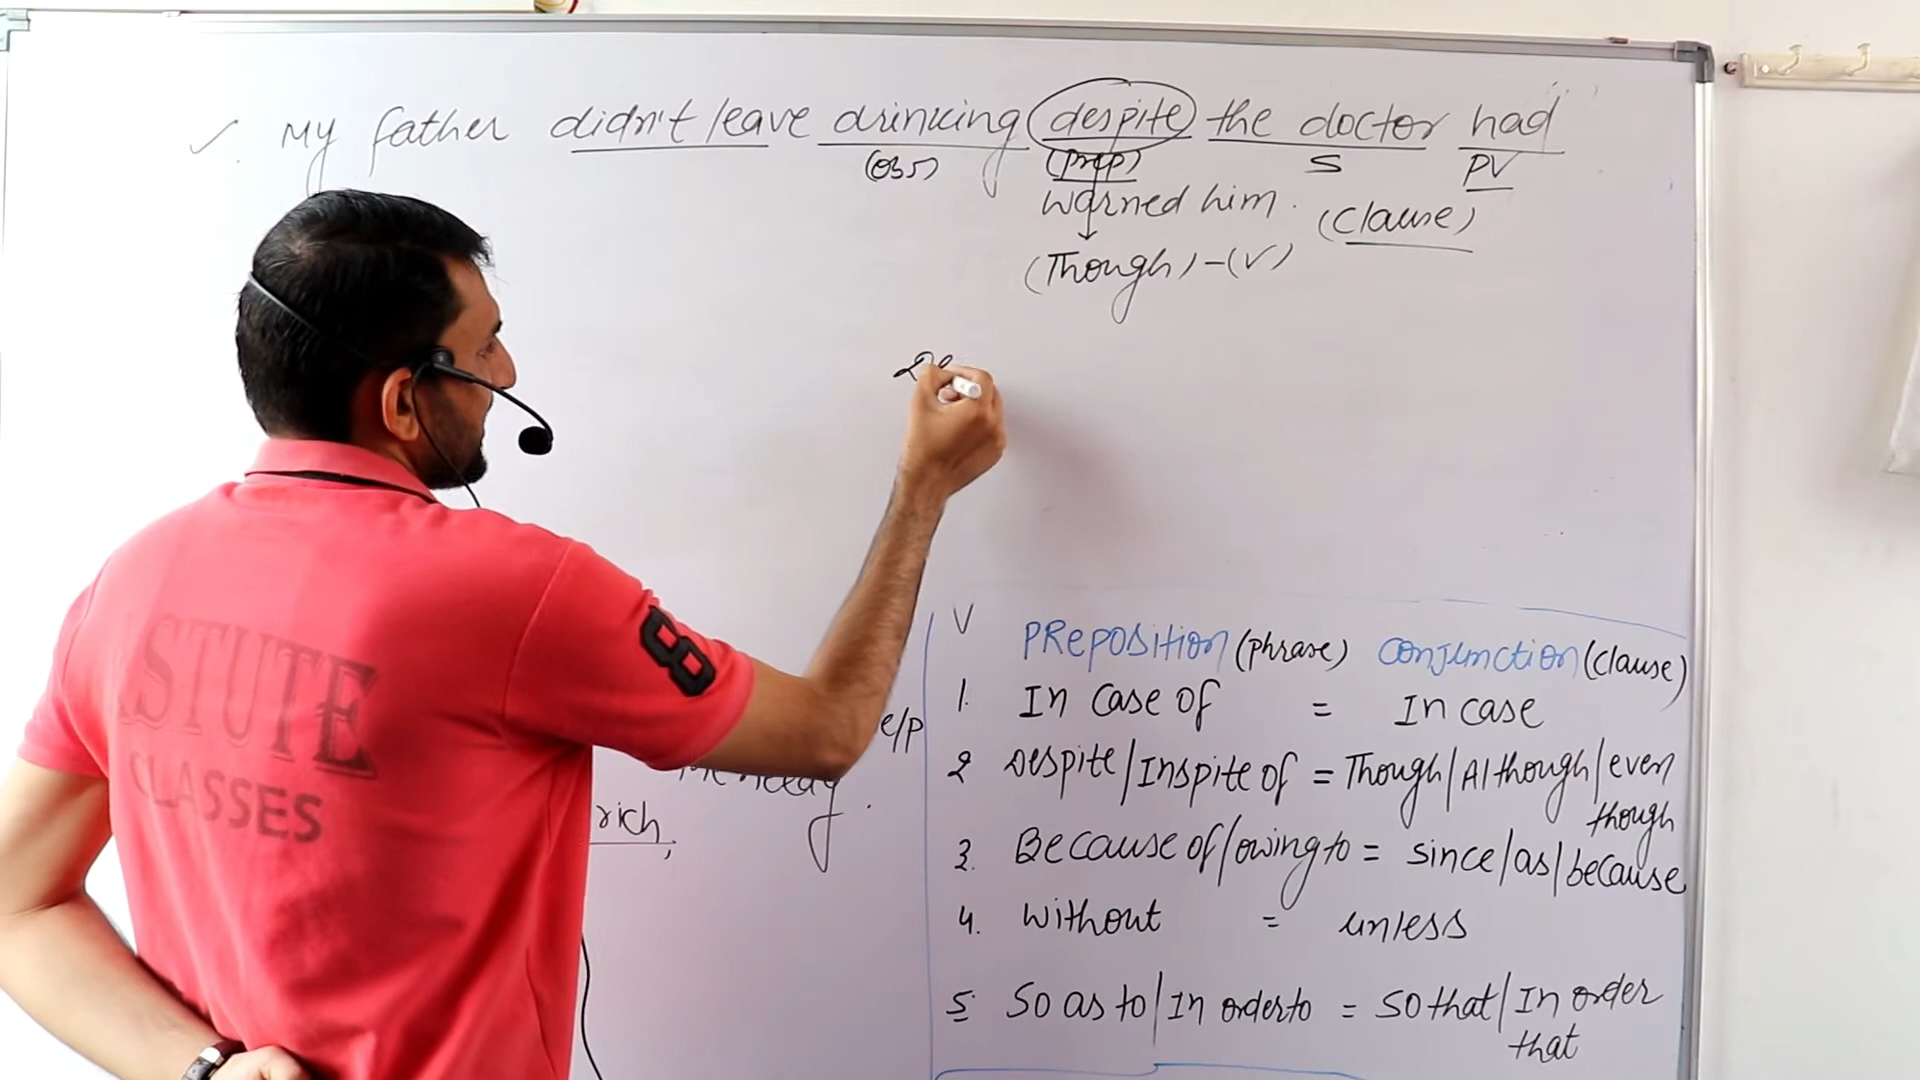 ✓. My father didn't leave drinking despite the doctor had
(obj) (prep) S PV
warned him. (clause)
(Though) - (V)
De
V PREPOSITION (phrase) CONJUNCTION (clause)
1. In case of = In case
e/p
2 Despite/Inspite of = Though/Although/even
though
rich,
3. Because of/owing to = since/as/because
4. without = unless
5. So as to/In order to = so that/In order
that
ASTUTE
CLASSES
8